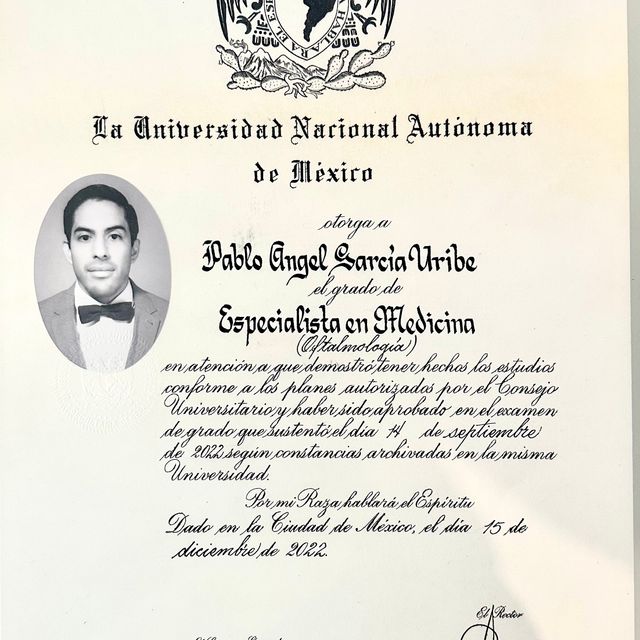 HABLARA EL ESP
La Universidad Nacional Autónoma
de México
otorga a
Pablo Angel García Uribe
el grado de
Especialista en Medicina
(Oftalmología)
en atención a que demostró tener hechos los estudios
conforme a los planes autorizados por el Consejo
Universitario y haber sido aprobado en el examen
de grado que sustentó el día 14 de septiembre
de 2022 según constancias archivadas en la misma
Universidad.
Por mi Raza hablará el Espíritu
Dado en la Ciudad de México, el día 15 de
diciembre de 2022.
El Rector